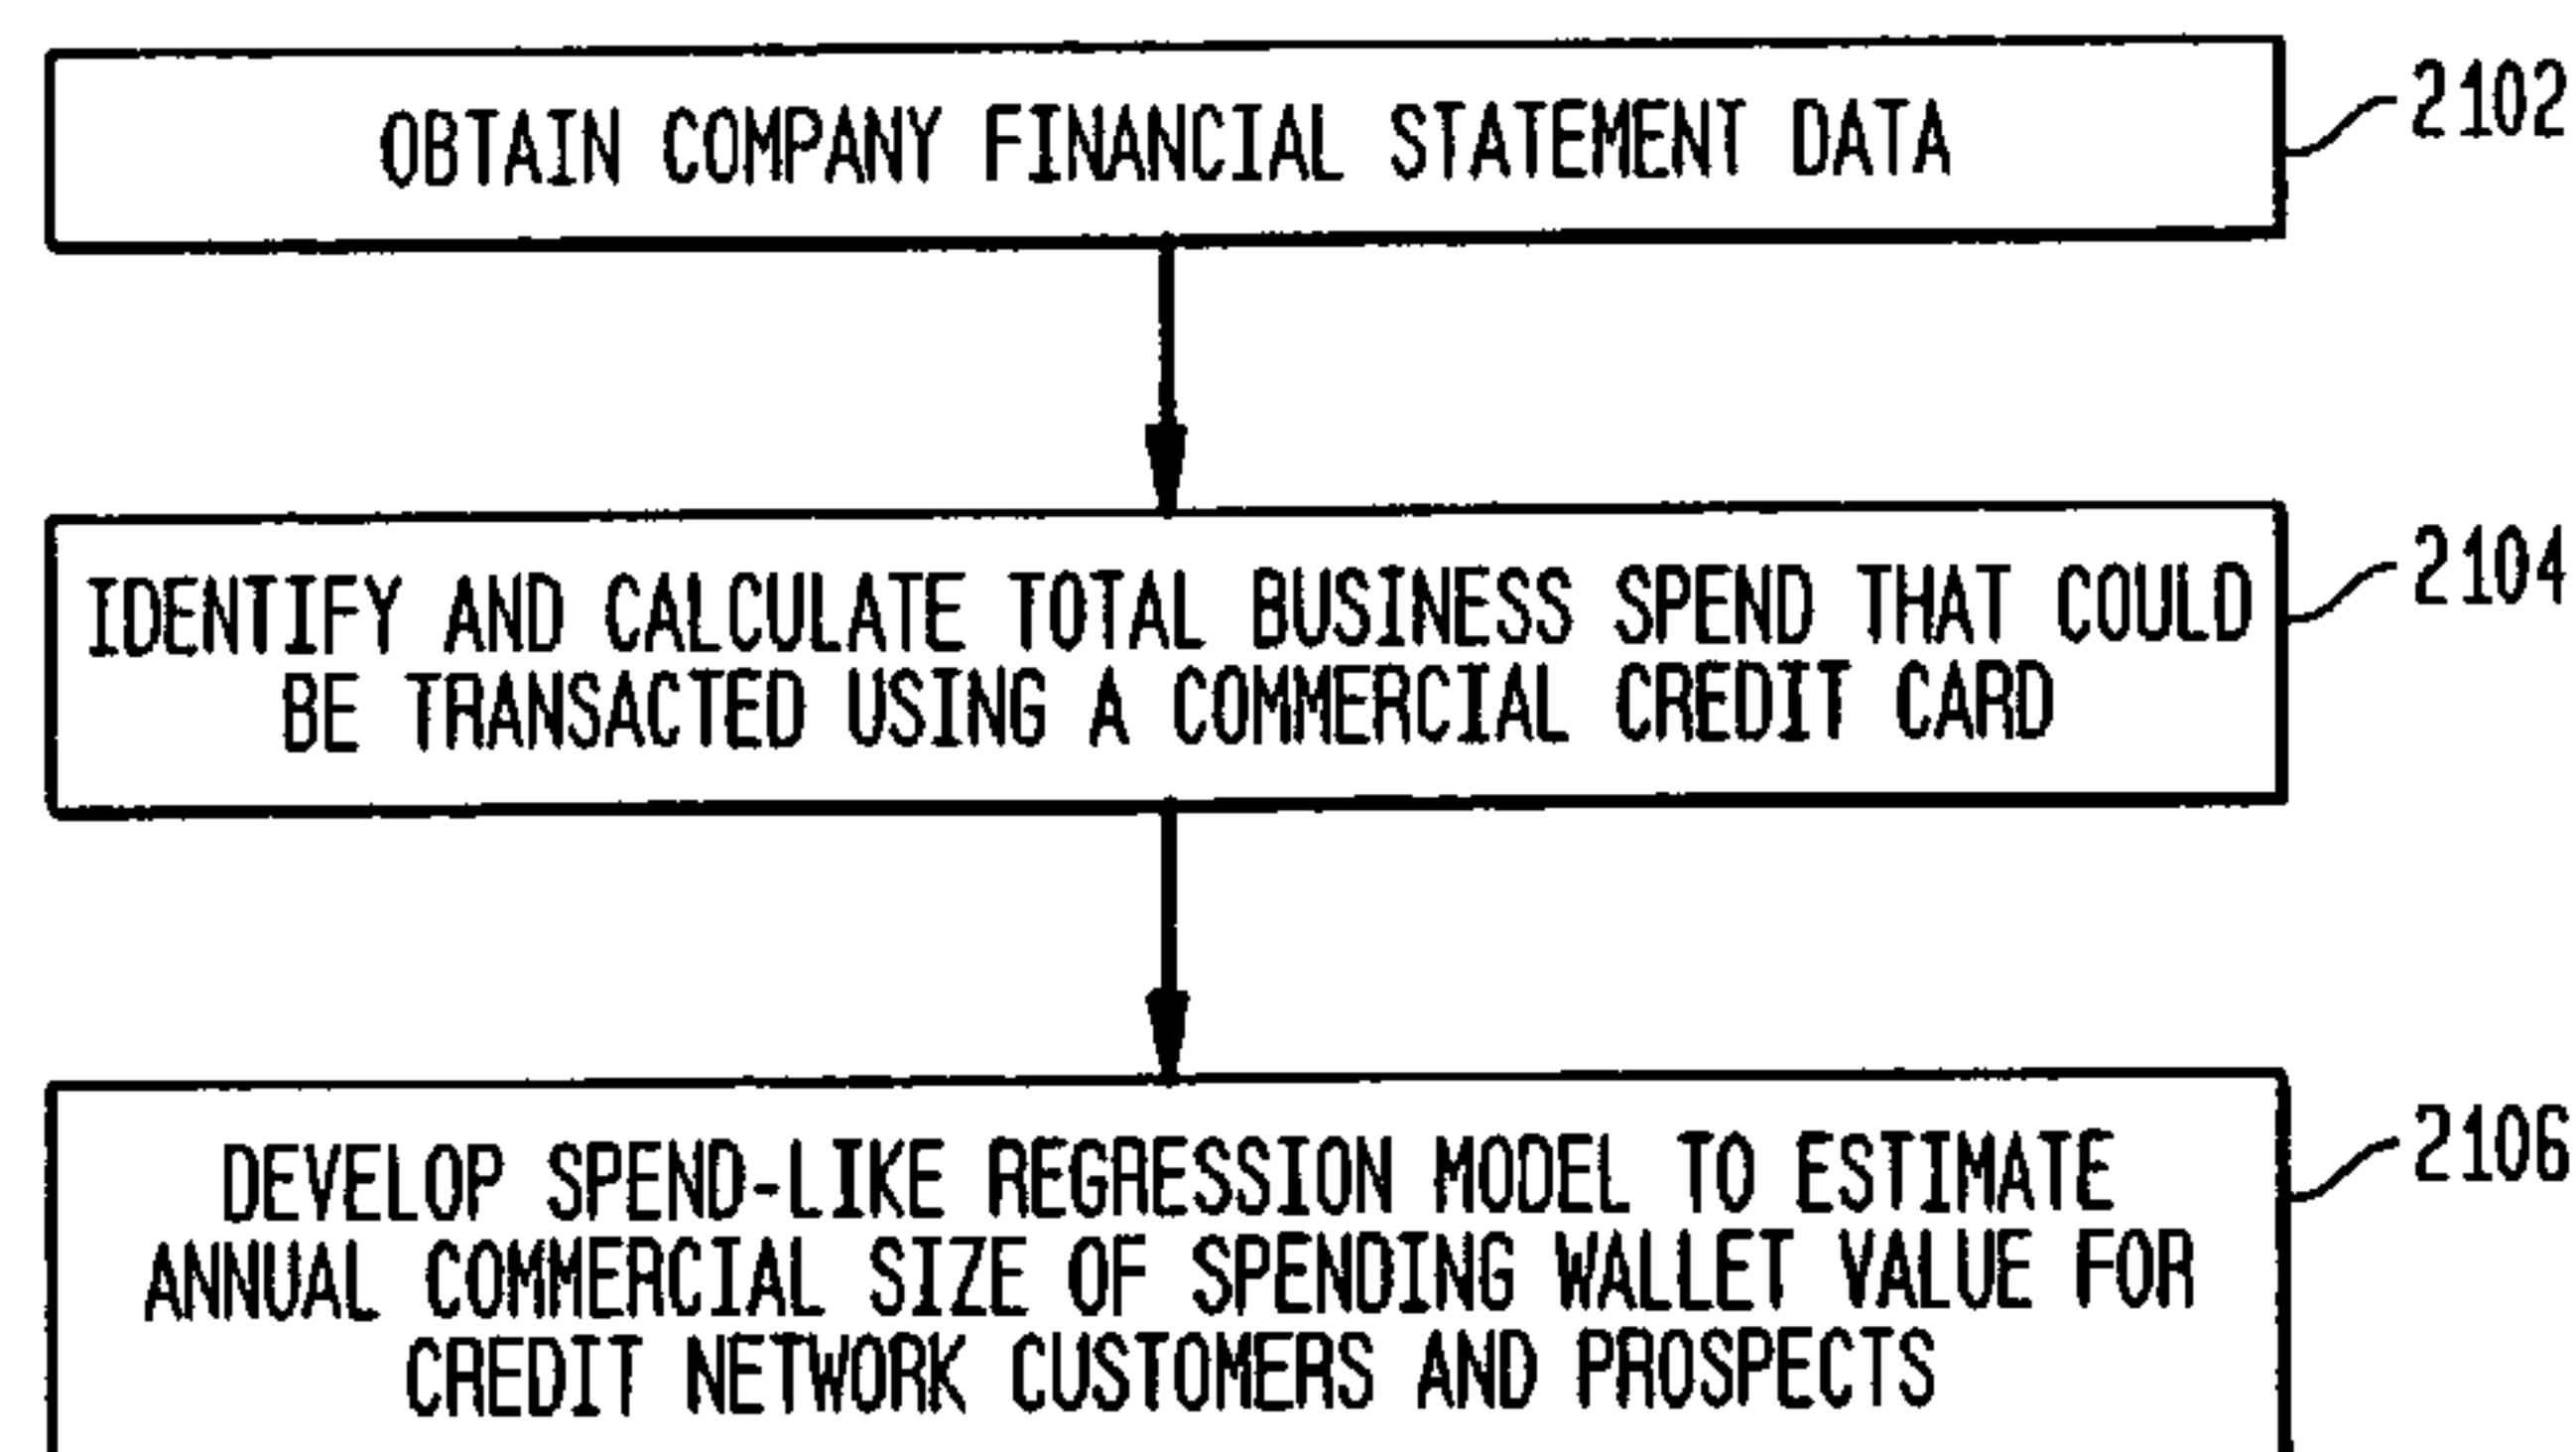 OBTAIN COMPANY FINANCIAL STATEMENT DATA
2102
IDENTIFY AND CALCULATE TOTAL BUSINESS SPEND THAT COULD
BE TRANSACTED USING A COMMERCIAL CREDIT CARD
2104
DEVELOP SPEND-LIKE REGRESSION MODEL TO ESTIMATE
ANNUAL COMMERCIAL SIZE OF SPENDING WALLET VALUE FOR
CREDIT NETWORK CUSTOMERS AND PROSPECTS
2106